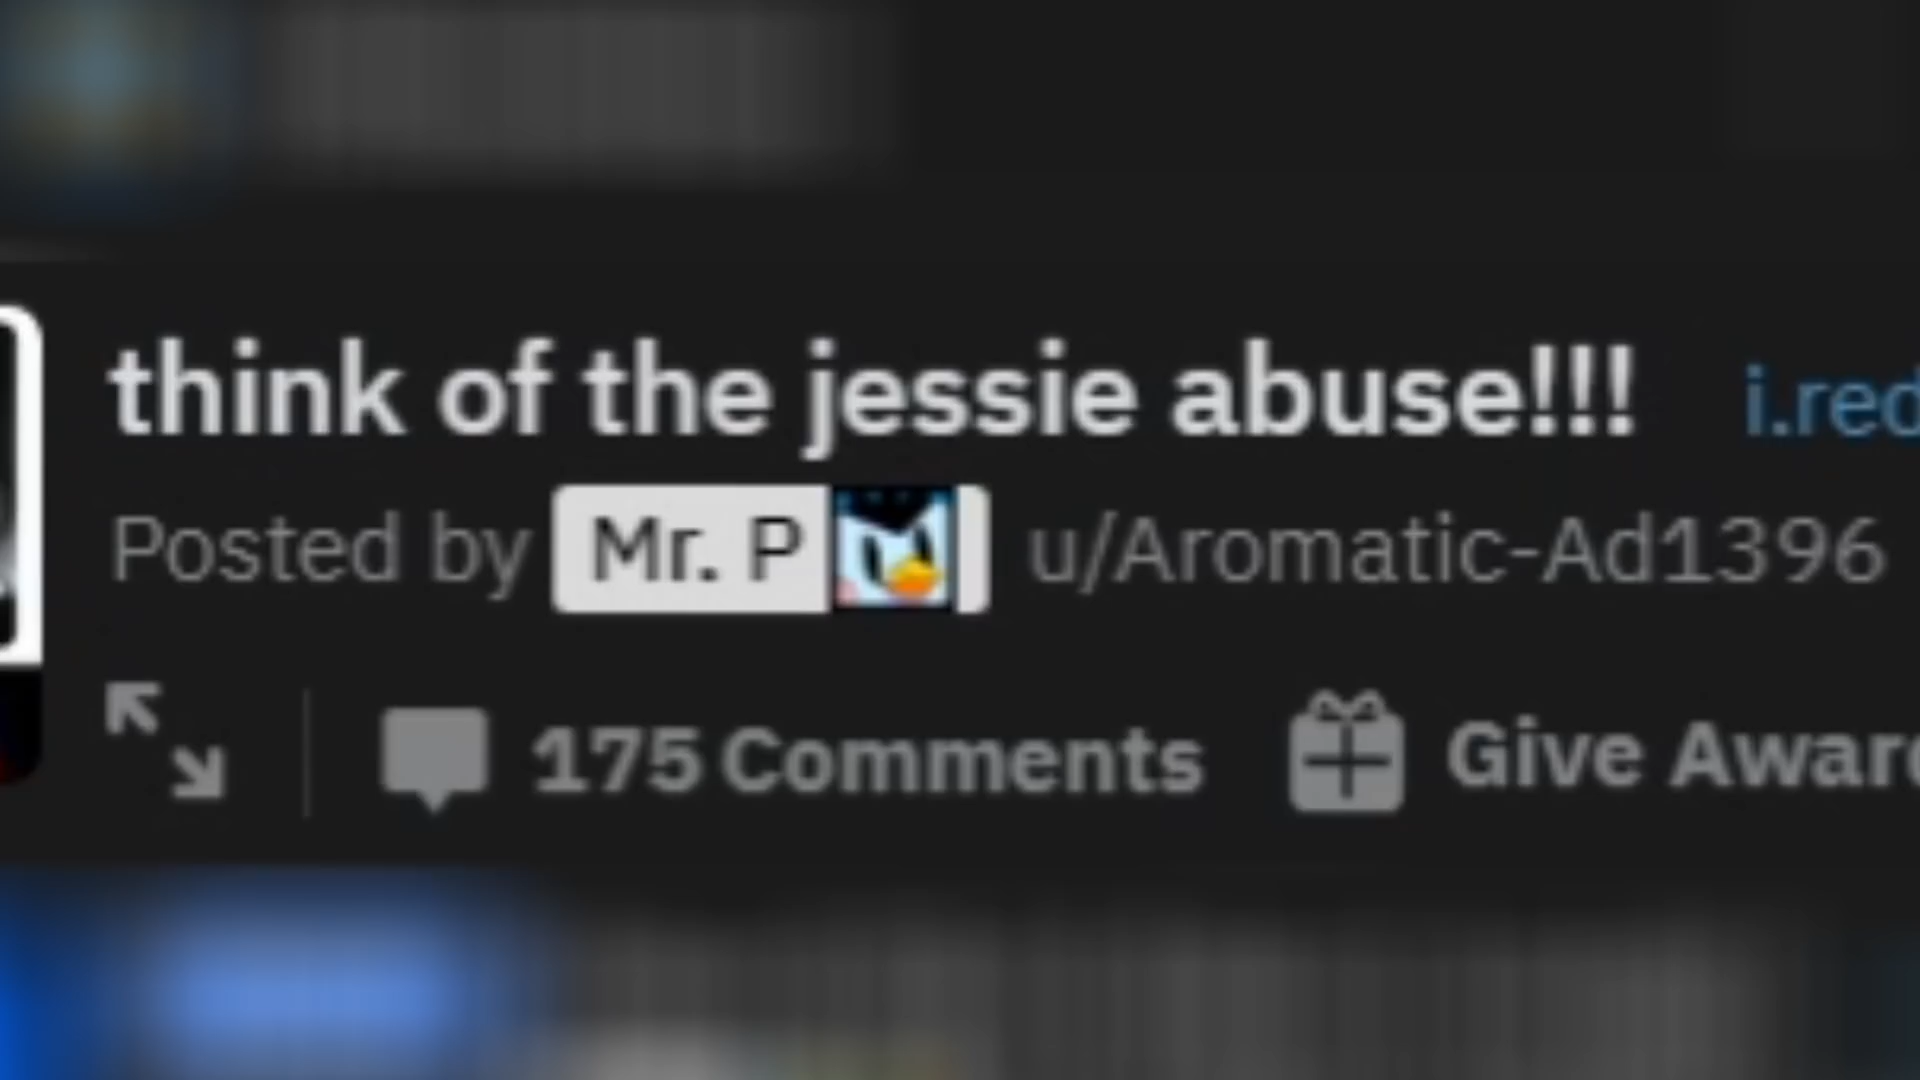 think of the jessie abuse!!! i.red
Posted by Mr. P u/Aromatic-Ad1396
175 Comments Give Awar